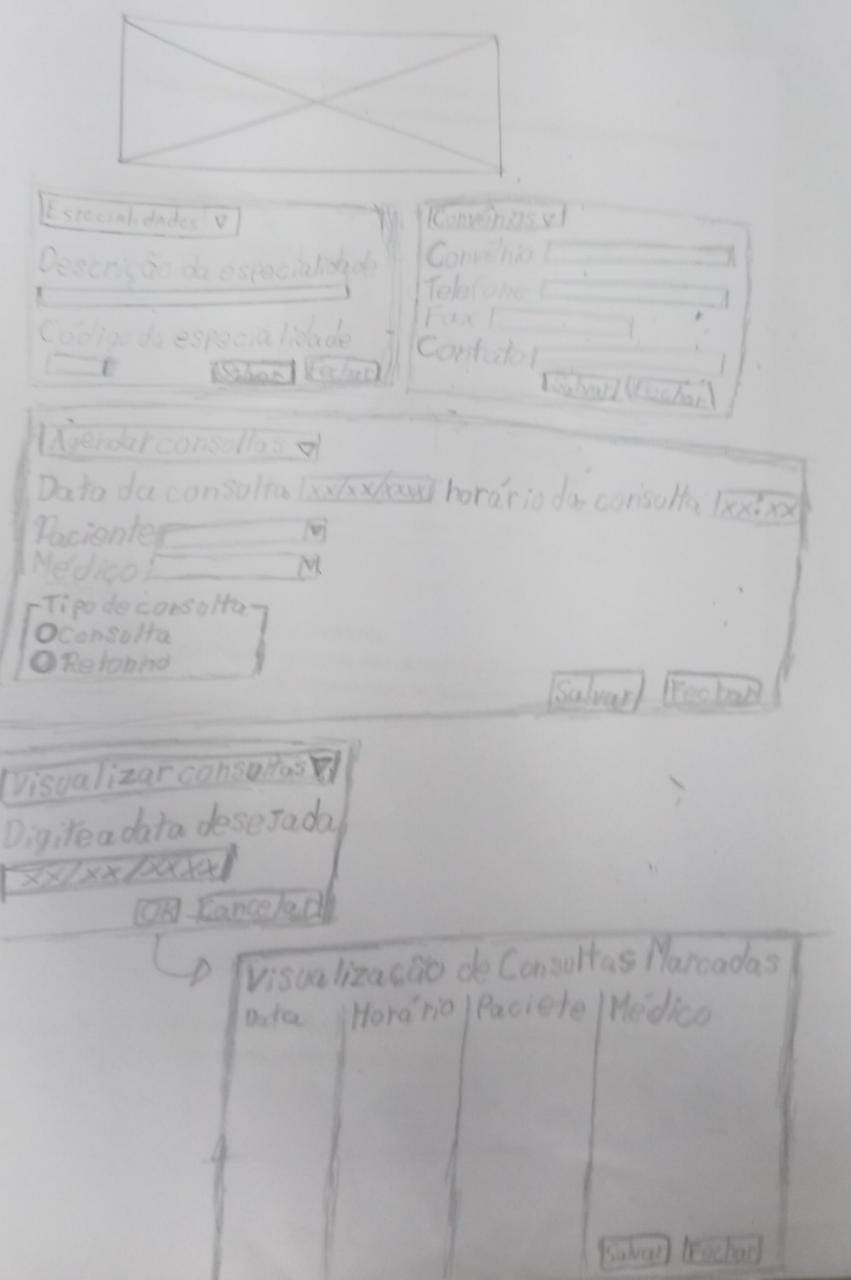 Especialidades
Descrição da especialidade
Código da especialidade
Salvar Fechar
Convênios
Convênio
Telefone
Fax
Contato
Salvar Fechar
Agendar consultas
Data da consulta xx/xx/xxxx horário da consulta xx:xx
Paciente
Médico
Tipo de consulta
Consulta
Retonho
Salvar Fechar
Visualizar consultas
Digite a data desejada
xx/xx/xxxx
OK Cancelar
Visualização de Consultas Marcadas
Data Horário Paciete Médico
Salvar Fechar